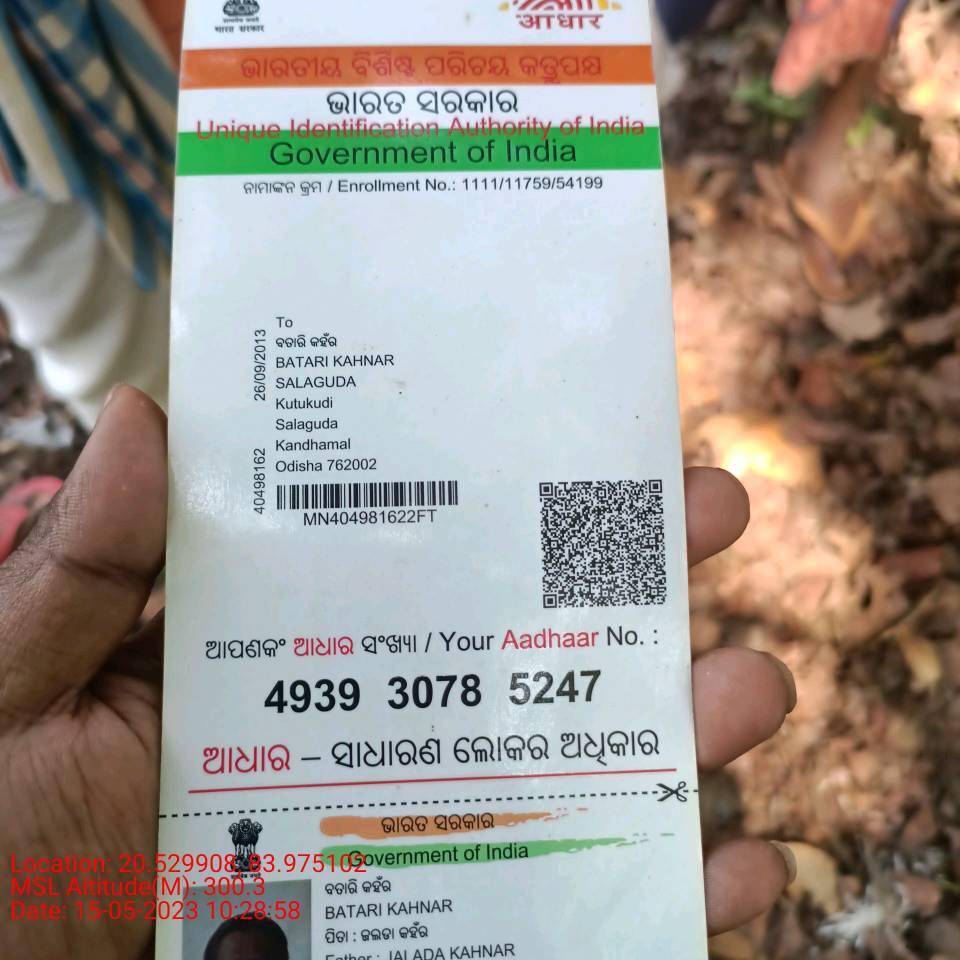 भारत सरकार
आधार
ଭାରତୀୟ ବିଶିଷ୍ଟ ପରିଚୟ କର୍ତ୍ତୃପକ୍ଷ
ଭାରତ ସରକାର
Unique Identification Authority of India
Government of India
ନାମାଙ୍କନ କ୍ରମ / Enrollment No.: 1111/11759/54199
To
ବତାରି କହଁର
BATARI KAHNAR
SALAGUDA
Kutukudi
Salaguda
Kandhamal
Odisha 762002
26/09/2013
40498162
MN404981622FT
ଆପଣଙ୍କ ଆଧାର ସଂଖ୍ୟା / Your Aadhaar No. :
4939 3078 5247
ଆଧାର – ସାଧାରଣ ଲୋକର ଅଧିକାର
ଭାରତ ସରକାର
Government of India
ବତାରି କହଁର
BATARI KAHNAR
ପିତା : ଜଲଡା କହଁର
Father : JALADA KAHNAR
Location: 20.529908, 83.975102
MSL Altitude(M): 300.3
Date: 15-05-2023 10:28:58